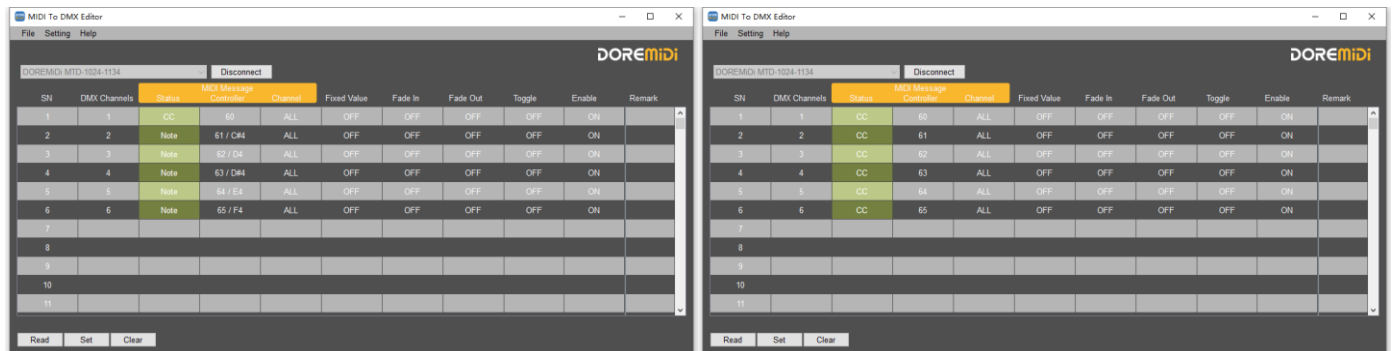 MIDI To DMX Editor
File Setting Help
DOREMiDi
DOREMiDi MTD-1024-1134 Disconnect
MIDI Message
SN DMX Channels Status Controller Channel Fixed Value Fade In Fade Out Toggle Enable Remark
1 1 CC 60 ALL OFF OFF OFF OFF ON
2 2 Note 61 / C#4 ALL OFF OFF OFF OFF ON
3 3 Note 62 / D4 ALL OFF OFF OFF OFF ON
4 4 Note 63 / D#4 ALL OFF OFF OFF OFF ON
5 5 Note 64 / E4 ALL OFF OFF OFF OFF ON
6 6 Note 65 / F4 ALL OFF OFF OFF OFF ON
7
8
9
10
11
Read Set Clear
MIDI To DMX Editor
File Setting Help
DOREMiDi
DOREMiDi MTD-1024-1134 Disconnect
MIDI Message
SN DMX Channels Status Controller Channel Fixed Value Fade In Fade Out Toggle Enable Remark
1 1 CC 60 ALL OFF OFF OFF OFF ON
2 2 CC 61 ALL OFF OFF OFF OFF ON
3 3 CC 62 ALL OFF OFF OFF OFF ON
4 4 CC 63 ALL OFF OFF OFF OFF ON
5 5 CC 64 ALL OFF OFF OFF OFF ON
6 6 CC 65 ALL OFF OFF OFF OFF ON
7
8
9
10
11
Read Set Clear